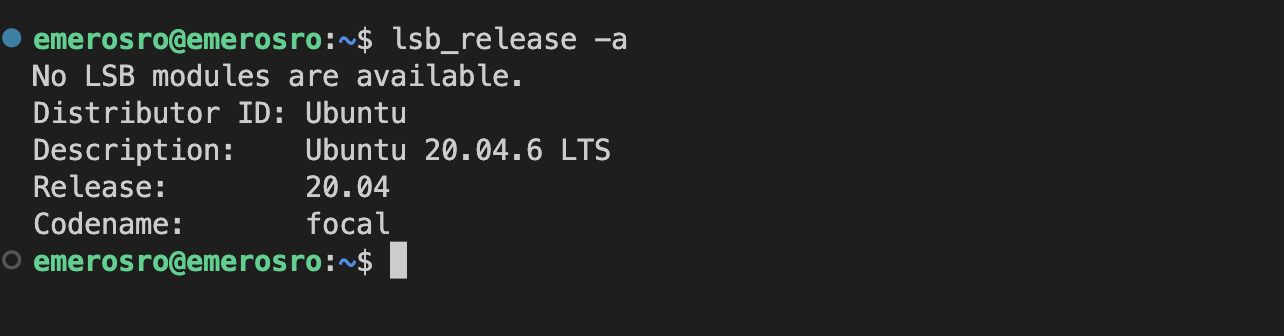 emerosro@emerosro:~$ lsb_release -a
No LSB modules are available.
Distributor ID: Ubuntu
Description:    Ubuntu 20.04.6 LTS
Release:        20.04
Codename:       focal
emerosro@emerosro:~$